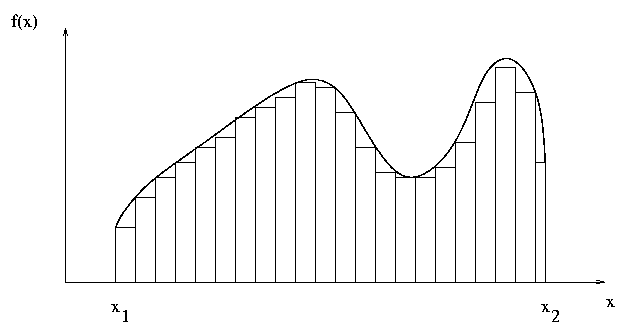 f(x)
x
x₁
x₂